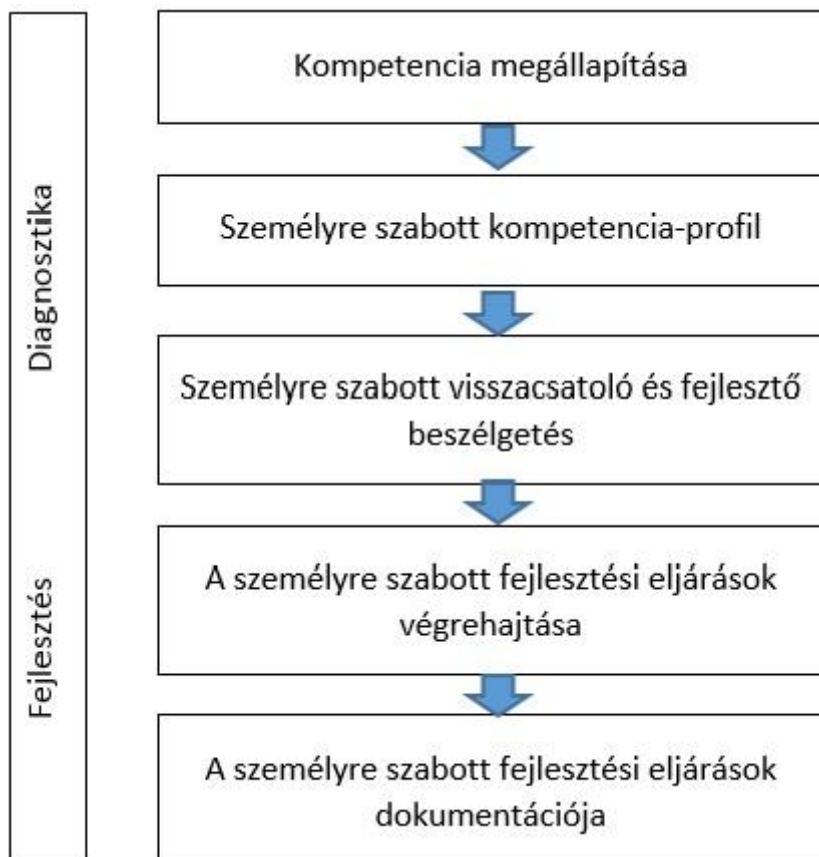 Diagnosztika
Fejlesztés
Kompetencia megállapítása
Személyre szabott kompetencia-profil
Személyre szabott visszacsatoló és fejlesztő
beszélgetés
A személyre szabott fejlesztési eljárások
végrehajtása
A személyre szabott fejlesztési eljárások
dokumentációja